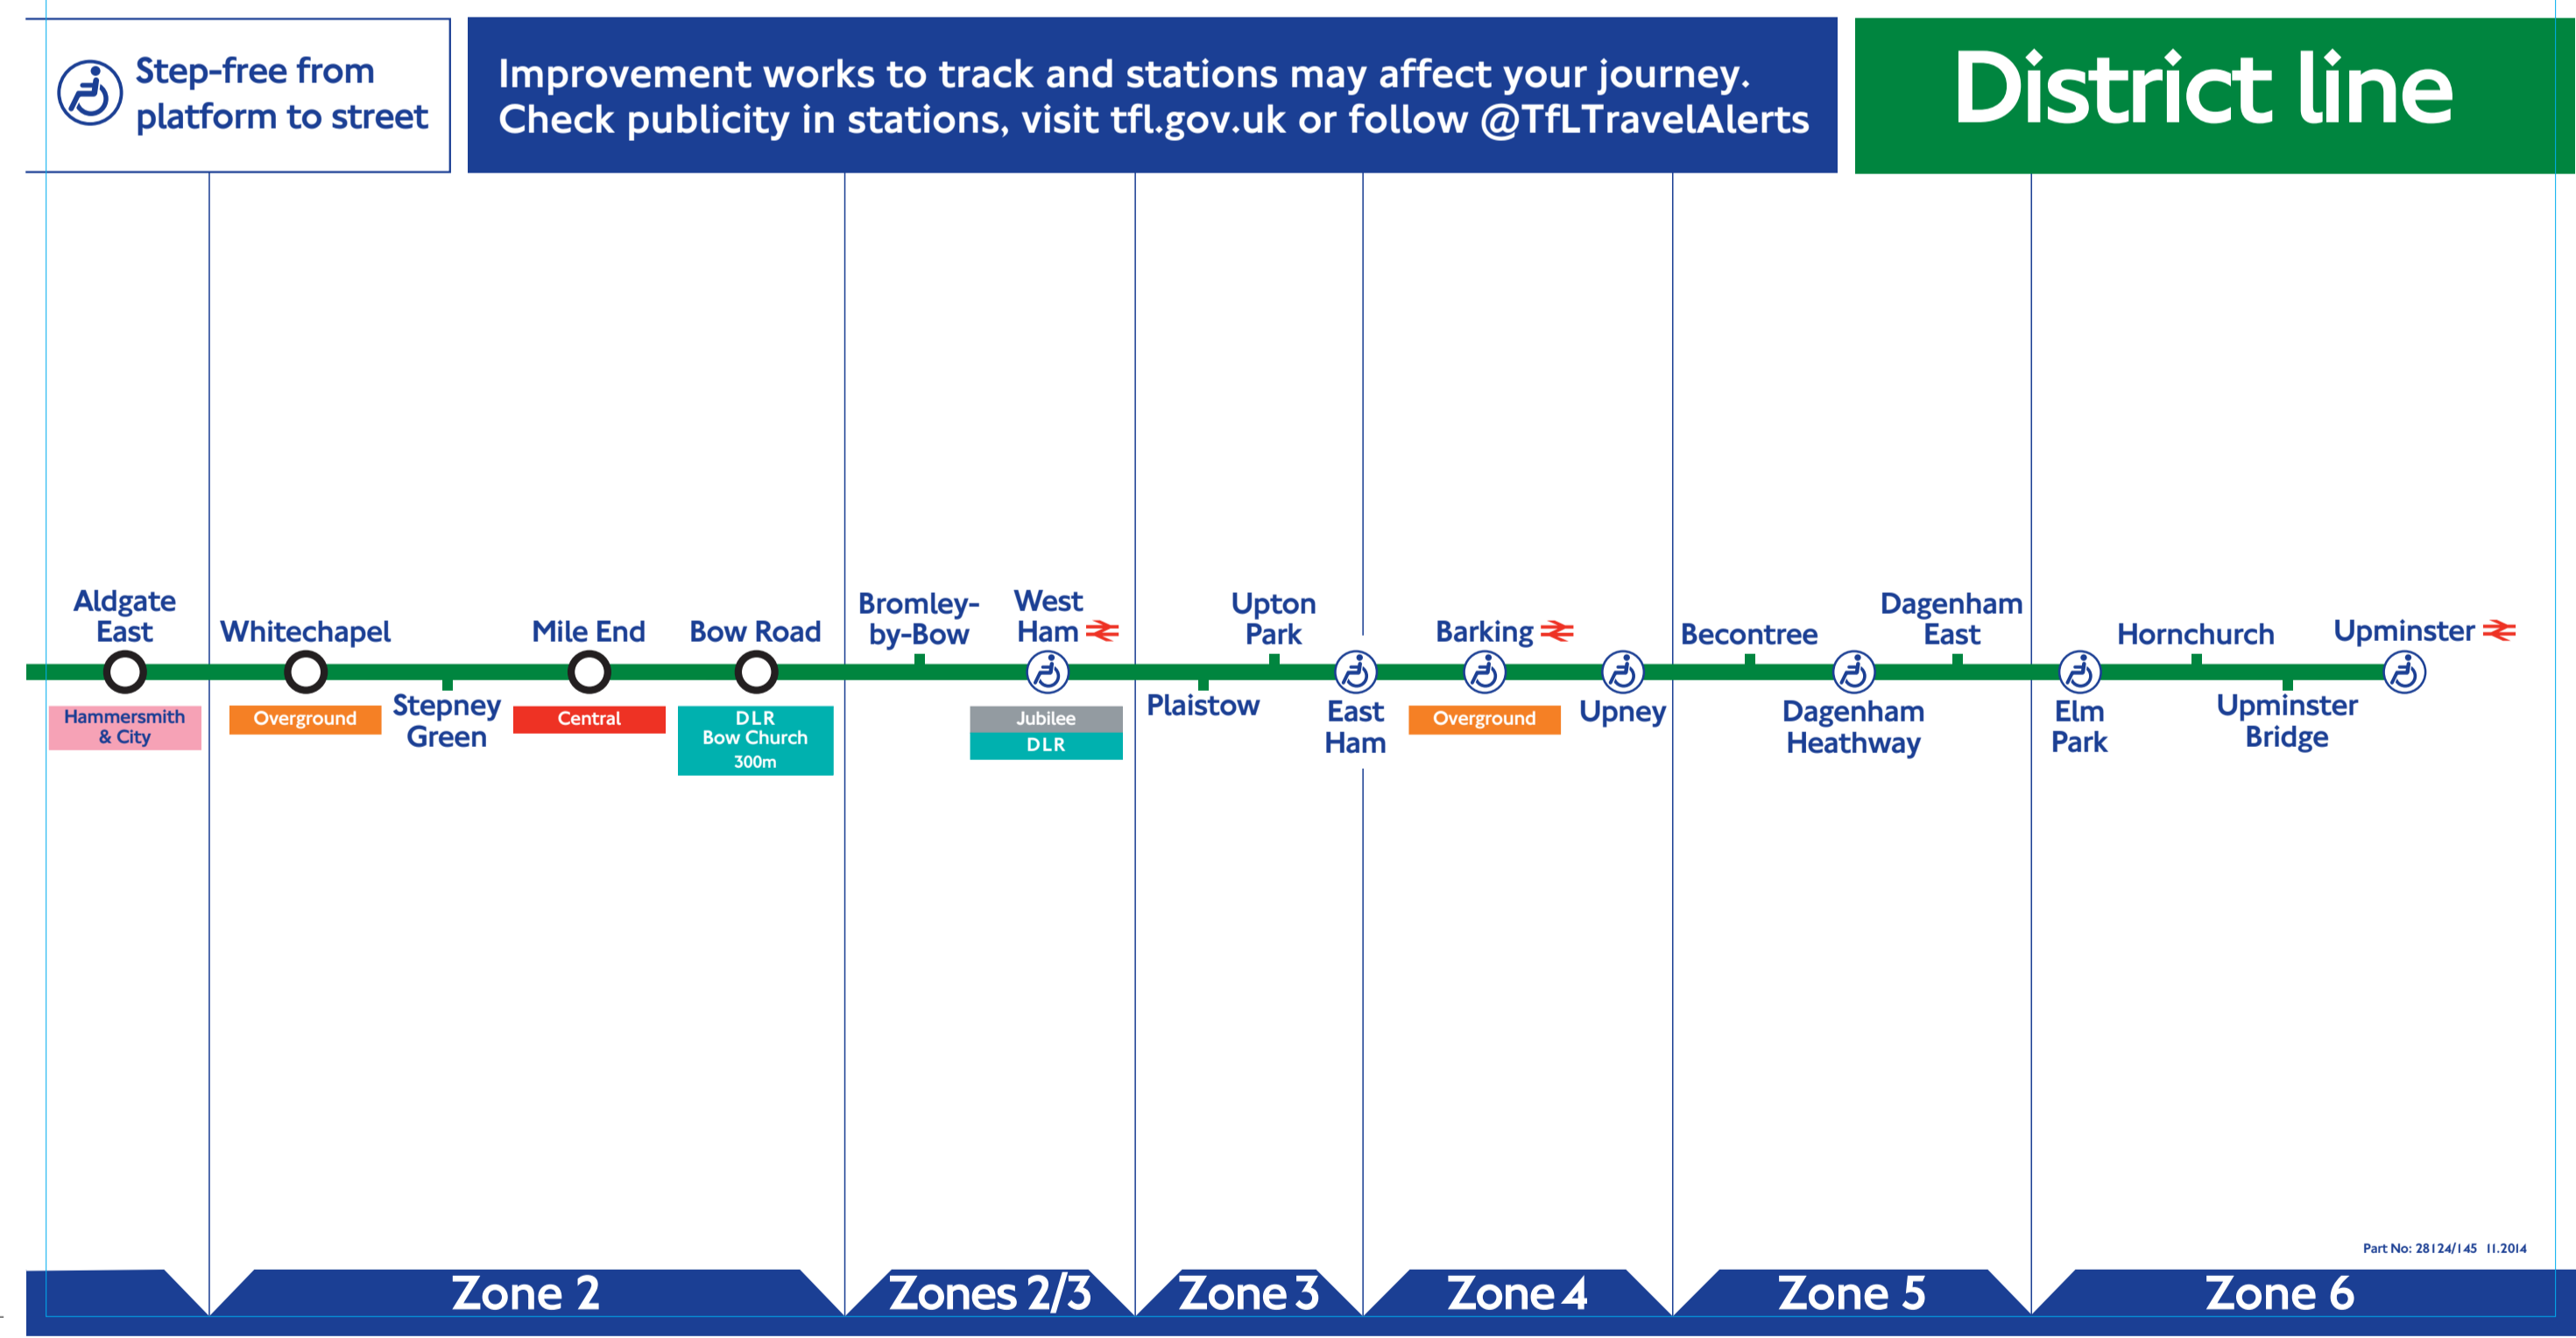 Step-free from
platform to street
Improvement works to track and stations may affect your journey.
Check publicity in stations, visit tfl.gov.uk or follow @TfLTravelAlerts
District line
Aldgate
East
Hammersmith
& City
Whitechapel
Overground
Stepney
Green
Mile End
Central
Bow Road
DLR
Bow Church
300m
Bromley-
by-Bow
West
Ham
Jubilee
DLR
Plaistow
Upton
Park
East
Ham
Barking
Overground
Upney
Becontree
Dagenham
Heathway
Dagenham
East
Elm
Park
Hornchurch
Upminster
Bridge
Upminster
Part No: 28124/145 11.2014
Zone 2
Zones 2/3
Zone 3
Zone 4
Zone 5
Zone 6